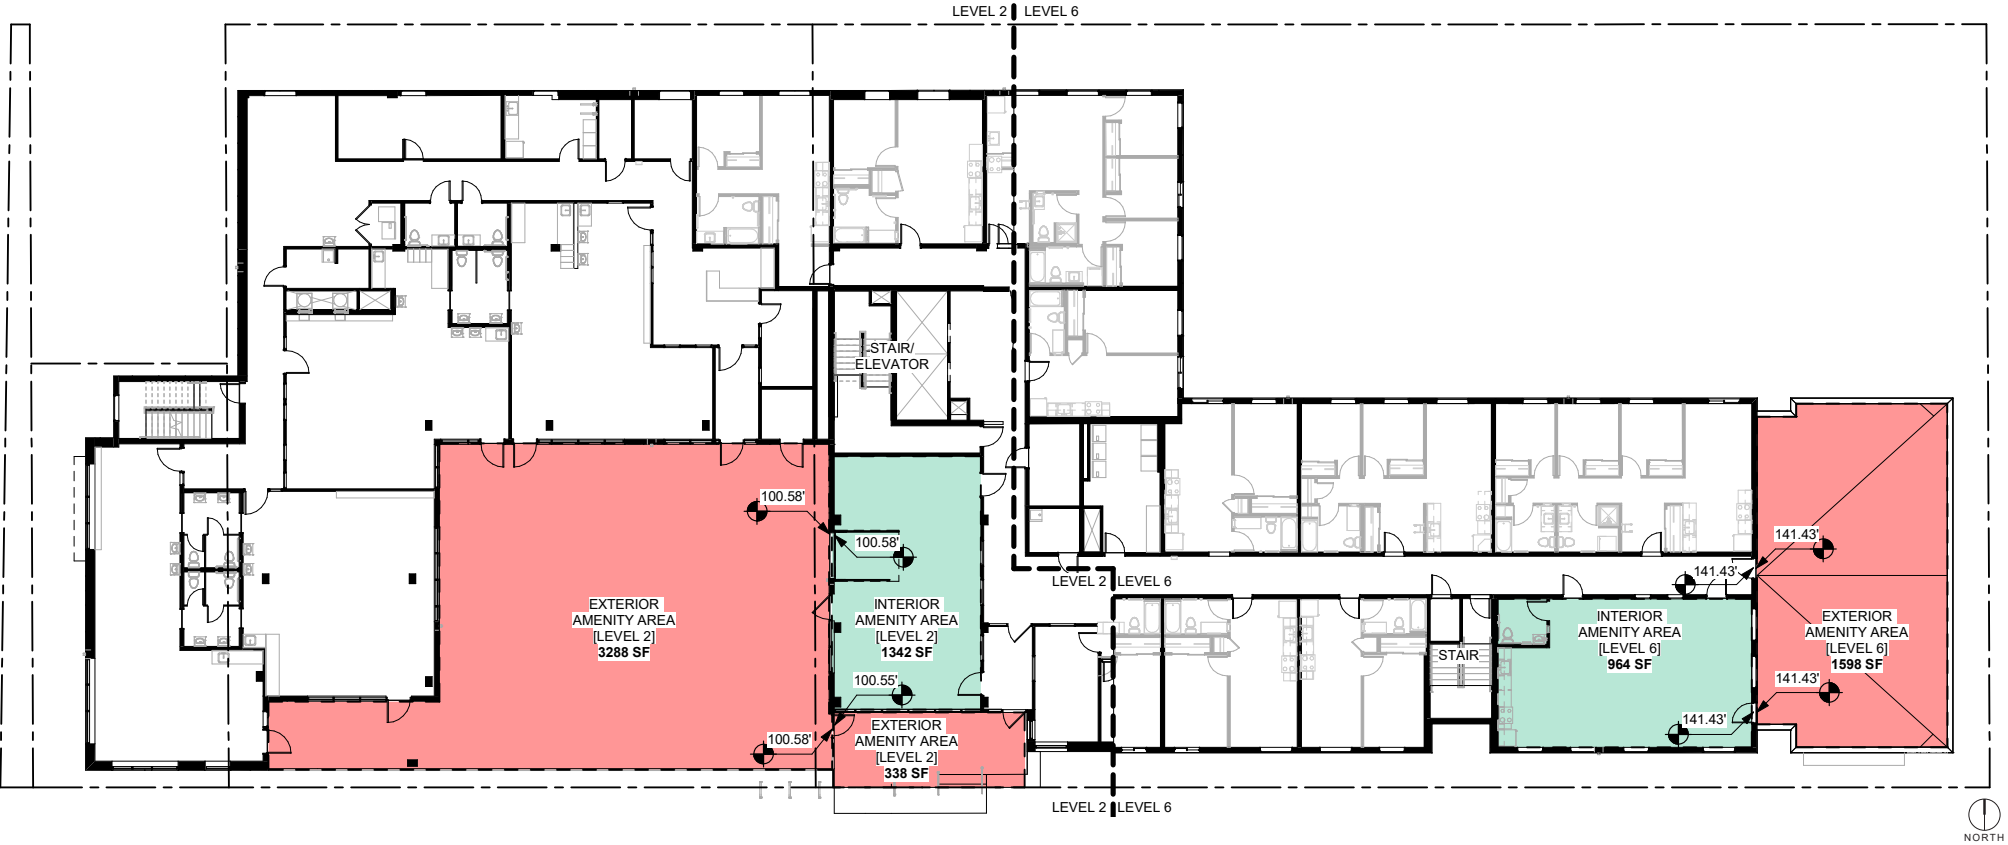 LEVEL 2 LEVEL 6
STAIR/
ELEVATOR
100.58'
100.58'
141.43'
141.43'
LEVEL 2 LEVEL 6
EXTERIOR
AMENITY AREA
[LEVEL 2]
3288 SF
INTERIOR
AMENITY AREA
[LEVEL 2]
1342 SF
INTERIOR
AMENITY AREA
[LEVEL 6]
964 SF
EXTERIOR
AMENITY AREA
[LEVEL 6]
1598 SF
STAIR
100.55'
141.43'
141.43'
100.58'
EXTERIOR
AMENITY AREA
[LEVEL 2]
338 SF
LEVEL 2 LEVEL 6
NORTH